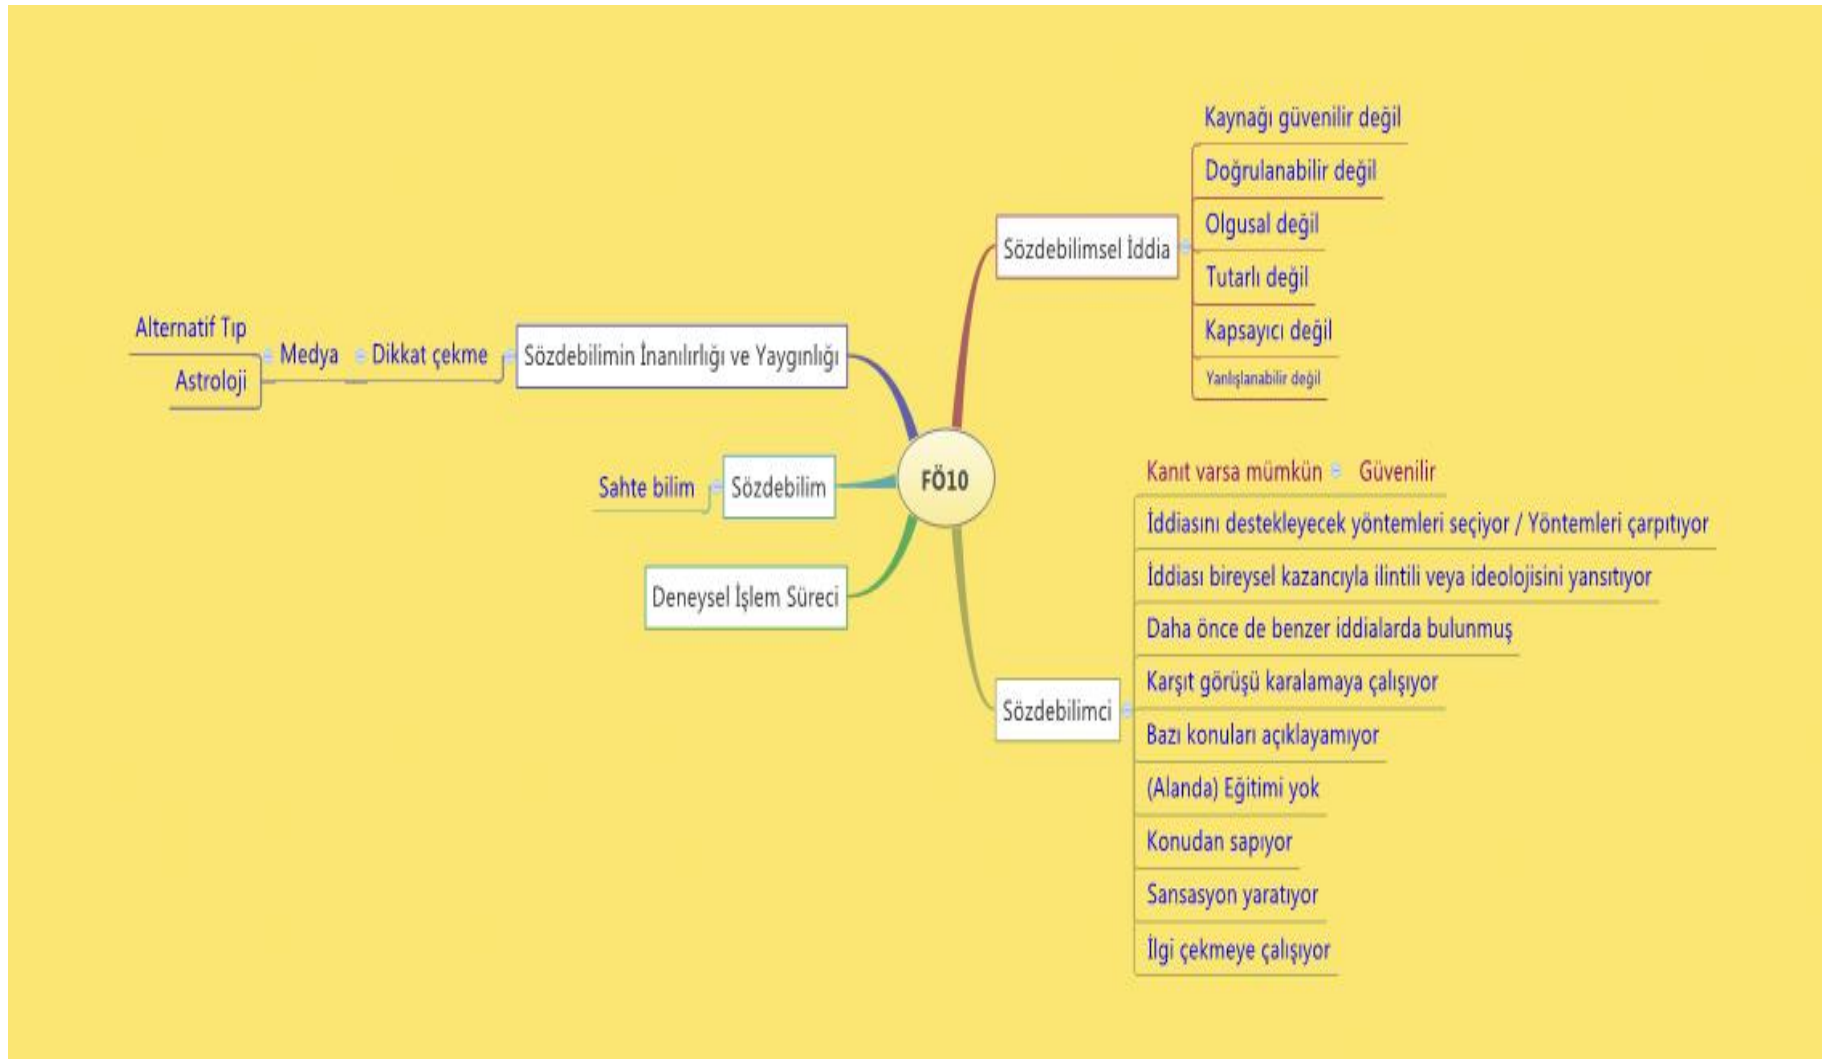 Kaynağı güvenilir değil
Doğrulanabilir değil
Olgusal değil
Sözdebilimsel İddia
Tutarlı değil
Kapsayıcı değil
Yanlışlanabilir değil
Alternatif Tıp
Astroloji
Medya
Dikkat çekme
Sözdebilimin İnanılırlığı ve Yaygınlığı
Sahte bilim
Sözdebilim
FÖ10
Deneysel İşlem Süreci
Kanıt varsa mümkün
Güvenilir
İddiasını destekleyecek yöntemleri seçiyor / Yöntemleri çarpıtıyor
İddiası bireysel kazancıyla ilintili veya ideolojisini yansıtıyor
Daha önce de benzer iddialarda bulunmuş
Karşıt görüşü karalamaya çalışıyor
Sözdebilimci
Bazı konuları açıklayamıyor
(Alanda) Eğitimi yok
Konudan sapıyor
Sansasyon yaratıyor
İlgi çekmeye çalışıyor